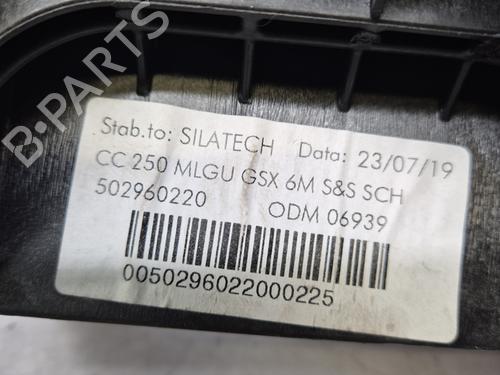 Stab.to: SILATECH Data: 23/07/19
CC 250 MLGU GSX 6M S&S SCH
502960220 ODM 06939
0050296022000225
B-PARTS